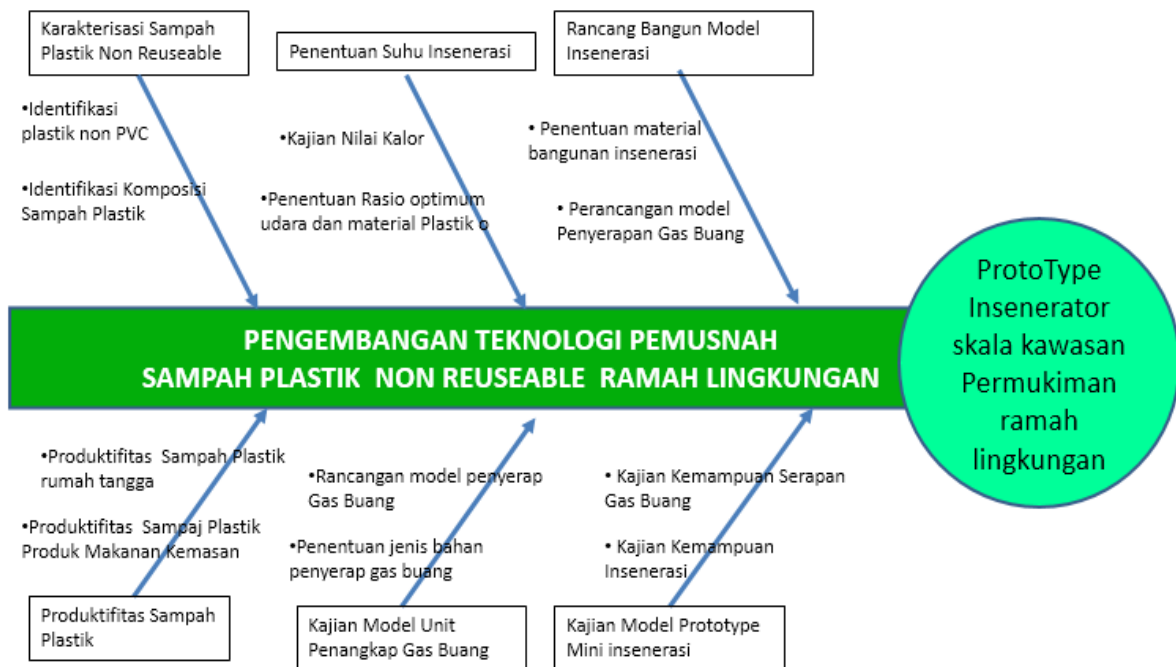 Karakterisasi Sampah
Plastik Non Reuseable
Penentuan Suhu Insenerasi
Rancang Bangun Model
Insenerasi
•Identifikasi
plastik non PVC
•Identifikasi Komposisi
Sampah Plastik
•Kajian Nilai Kalor
•Penentuan Rasio optimum
udara dan material Plastik o
• Penentuan material
bangunan insenerasi
• Perancangan model
Penyerapan Gas Buang
PENGEMBANGAN TEKNOLOGI PEMUSNAH
SAMPAH PLASTIK NON REUSEABLE RAMAH LINGKUNGAN
ProtoType
Insenerator
skala kawasan
Permukiman
ramah
lingkungan
•Produktifitas Sampah Plastik
rumah tangga
•Produktifitas Sampaj Plastik
Produk Makanan Kemasan
•Rancangan model penyerap
Gas Buang
•Penentuan jenis bahan
penyerap gas buang
• Kajian Kemampuan Serapan
Gas Buang
• Kajian Kemampuan
Insenerasi
Produktifitas Sampah
Plastik
Kajian Model Unit
Penangkap Gas Buang
Kajian Model Prototype
Mini insenerasi